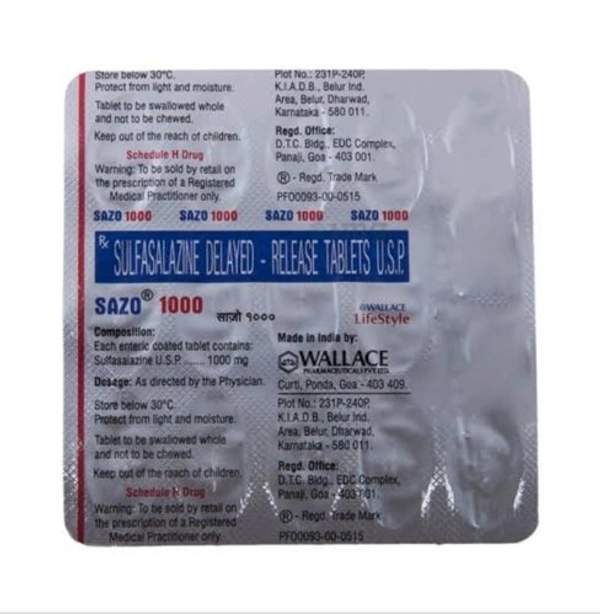 Store below 30°C.
Protect from light and moisture.
Tablet to be swallowed whole
and not to be chewed.
Keep out of the reach of children.
Schedule H Drug
Warning: To be sold by retail on
the prescription of a Registered
Medical Practitioner only.
Plot No.: 231P-240P,
K.I.A.D.B., Belur Ind.
Area, Belur, Dharwad,
Karnataka - 580 011.
Regd. Office:
D.T.C. Bldg., EDC Complex,
Panaji, Goa - 403 001.
® - Regd. Trade Mark
PFO0093-00-0515
SAZO 1000 SAZO 1000 SAZO 1000 SAZO 1000
Rx SULFASALAZINE DELAYED - RELEASE TABLETS U.S.P.
SAZO® 1000
साज़ो १०००
WALLACE
LifeStyle
Composition:
Each enteric coated tablet contains:
Sulfasalazine U.S.P. ...... 1000 mg
Dosege: As directed by the Physician.
Store below 30°C
Protect from light and moisture.
Tablet to be swallowed whole
and not to be chewed.
Keep out of the reach of children.
Schedule H Drug
Warning: To be sold by retail on
the prescription of a Registered
Medical Practitioner only.
Made in India by:
WALLACE
PHARMACEUTICALS PVT. LTD.
Curti, Ponda, Goa - 403 409.
Plot No.: 231P-240P,
K.I.A.D.B., Belur Ind.
Area, Belur, Dharwad,
Karnataka - 580 011.
Regd. Office:
D.T.C. Bldg., EDC Complex,
Panaji, Goa - 403 001.
® - Regd. Trade Mark
PFO0093-00-0515